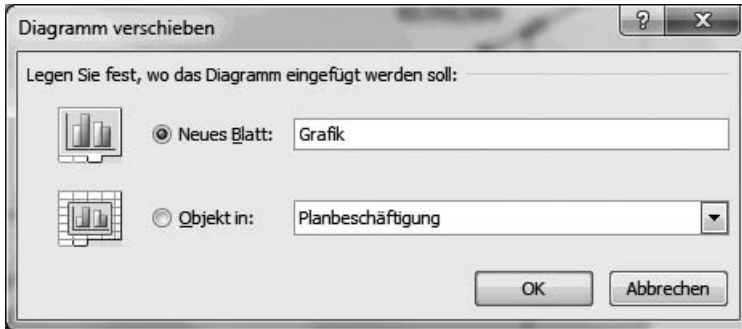 Diagramm verschieben
Legen Sie fest, wo das Diagramm eingefügt werden soll:
Neues Blatt: Grafik
Objekt in: Planbeschäftigung
OK Abbrechen